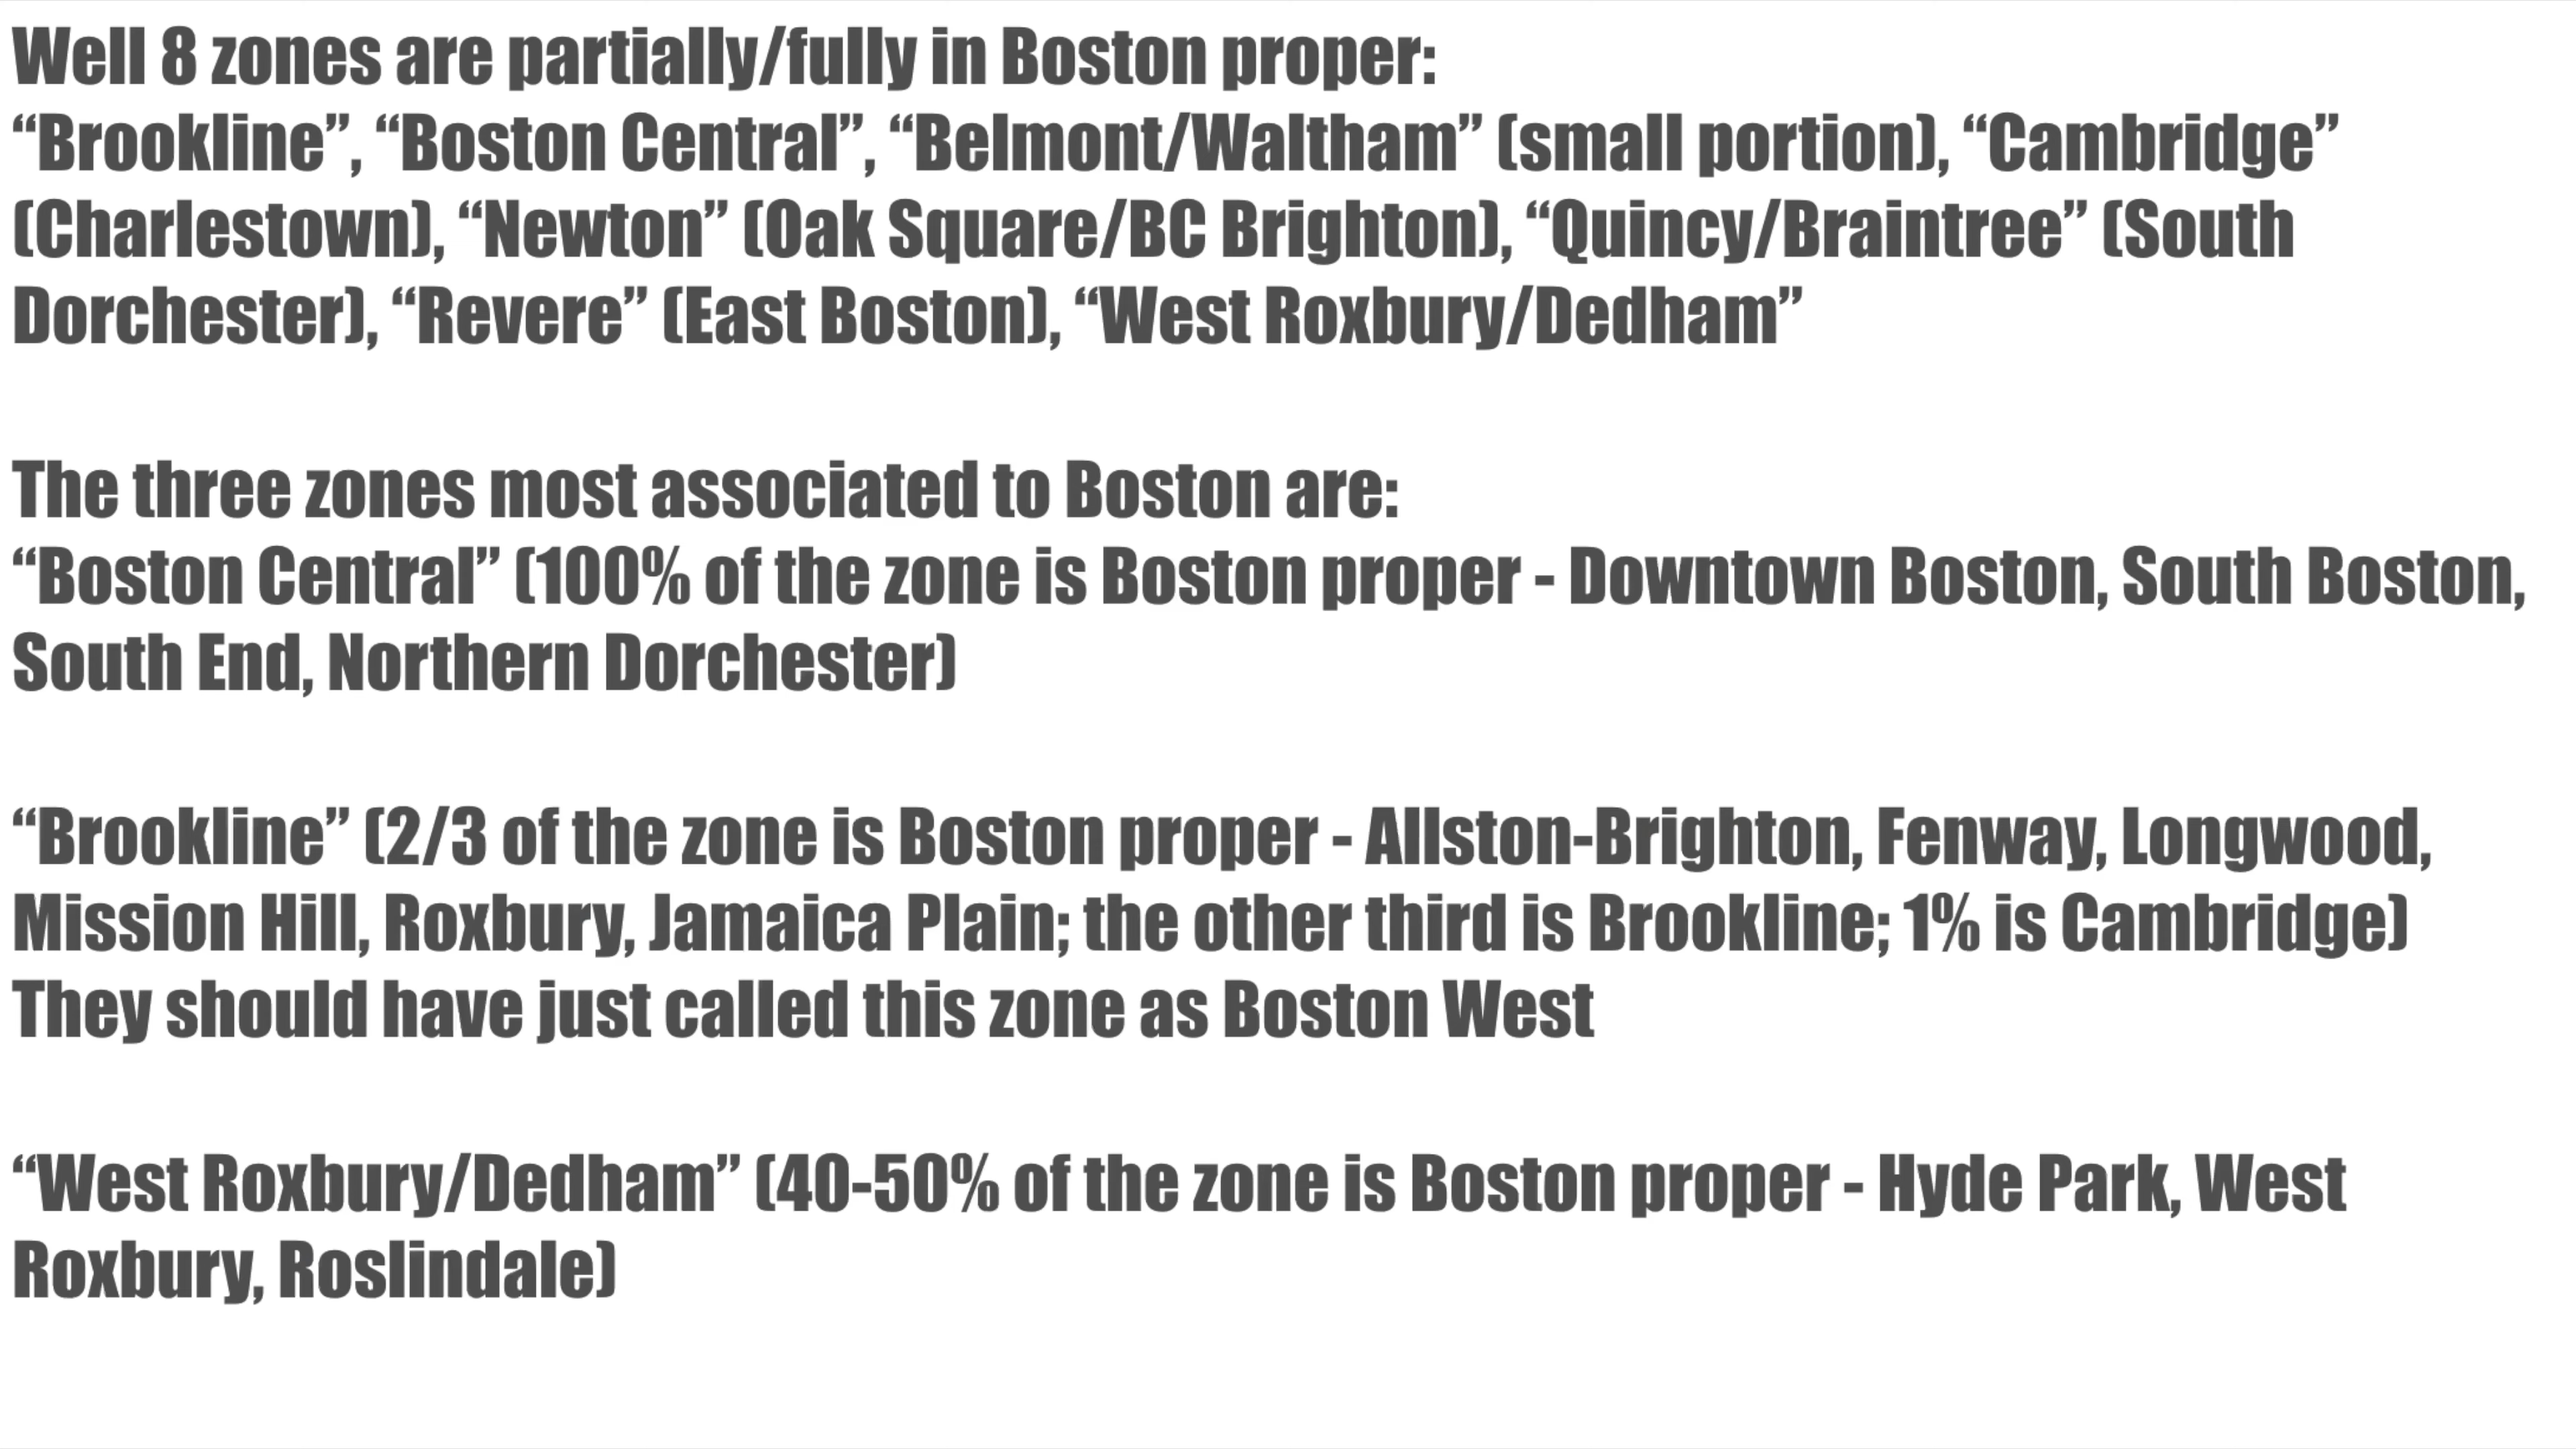 Well 8 zones are partially/fully in Boston proper:
“Brookline”, “Boston Central”, “Belmont/Waltham” (small portion), “Cambridge”
(Charlestown), “Newton” (Oak Square/BC Brighton), “Quincy/Braintree” (South
Dorchester), “Revere” (East Boston), “West Roxbury/Dedham”
The three zones most associated to Boston are:
“Boston Central” (100% of the zone is Boston proper - Downtown Boston, South Boston,
South End, Northern Dorchester)
“Brookline” (2/3 of the zone is Boston proper - Allston-Brighton, Fenway, Longwood,
Mission Hill, Roxbury, Jamaica Plain; the other third is Brookline; 1% is Cambridge)
They should have just called this zone as Boston West
“West Roxbury/Dedham” (40-50% of the zone is Boston proper - Hyde Park, West
Roxbury, Roslindale)